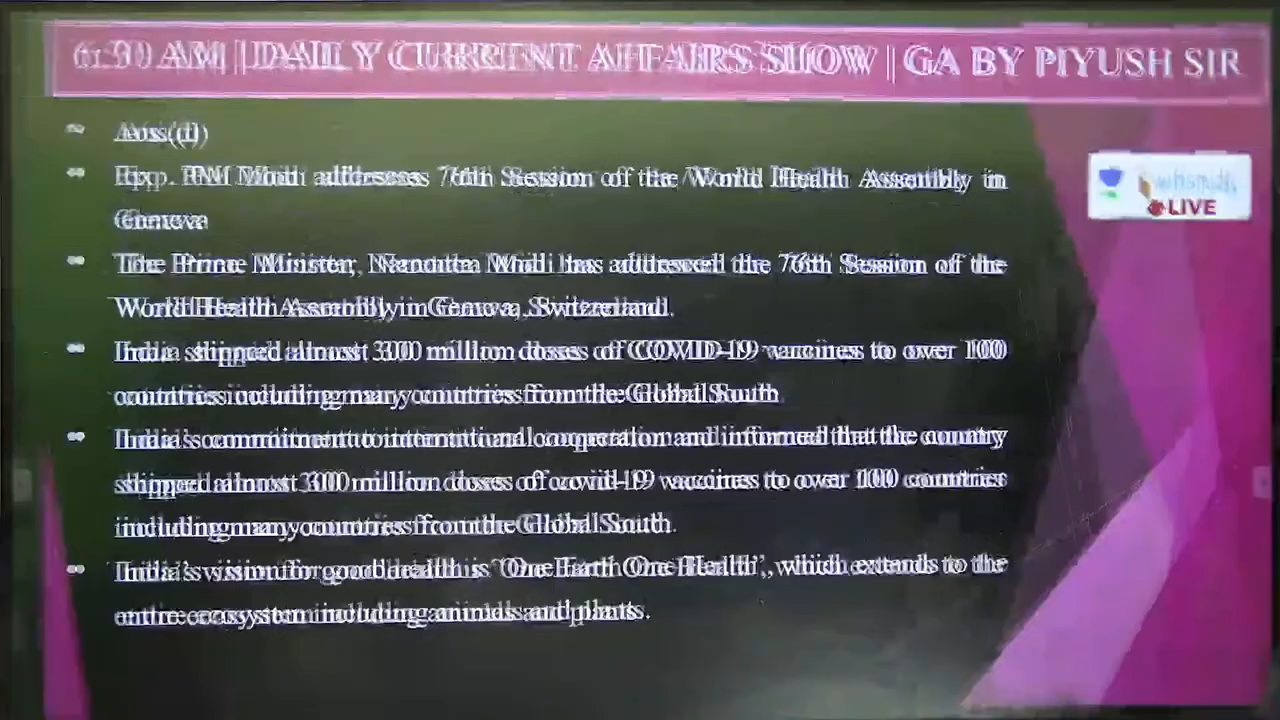 6:30 AM | DAILY CURRENT AFFAIRS SHOW | GA BY PIYUSH SIR
Ans.(d)
Exp. PM Modi addresses 76th Session of the World Health Assembly in
Geneva
The Prime Minister, Narendra Modi has addressed the 76th Session of the
World Health Assembly in Geneva, Switzerland.
India shipped almost 300 million doses of COVID-19 vaccines to over 100
countries including many countries from the Global South.
India's commitment to international cooperation and informed that the country
shipped almost 300 million doses of covid-19 vaccines to over 100 countries
including many countries from the Global South.
India's vision for good health is “One Earth One Health”, which extends to the
entire ecosystem including animals and plants.
LIVE